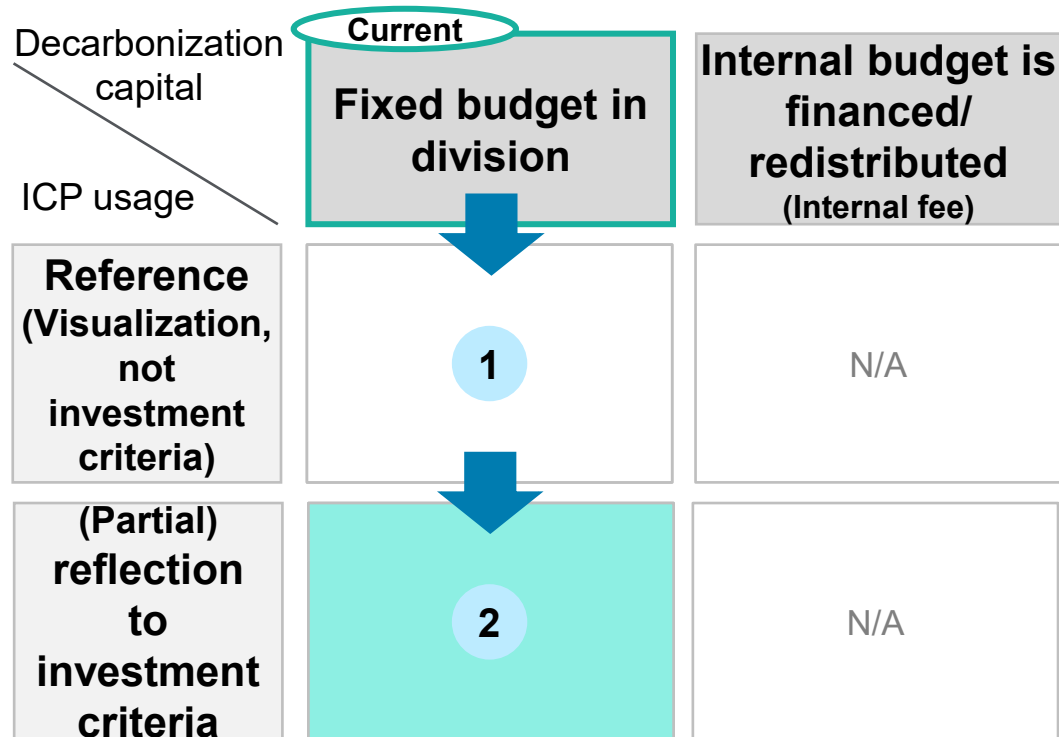 Decarbonization
capital
ICP usage
Current
Fixed budget in
division
Internal budget is
financed/
redistributed
(Internal fee)
Reference
(Visualization,
not
investment
criteria)
1
N/A
(Partial)
reflection
to
investment
criteria
2
N/A